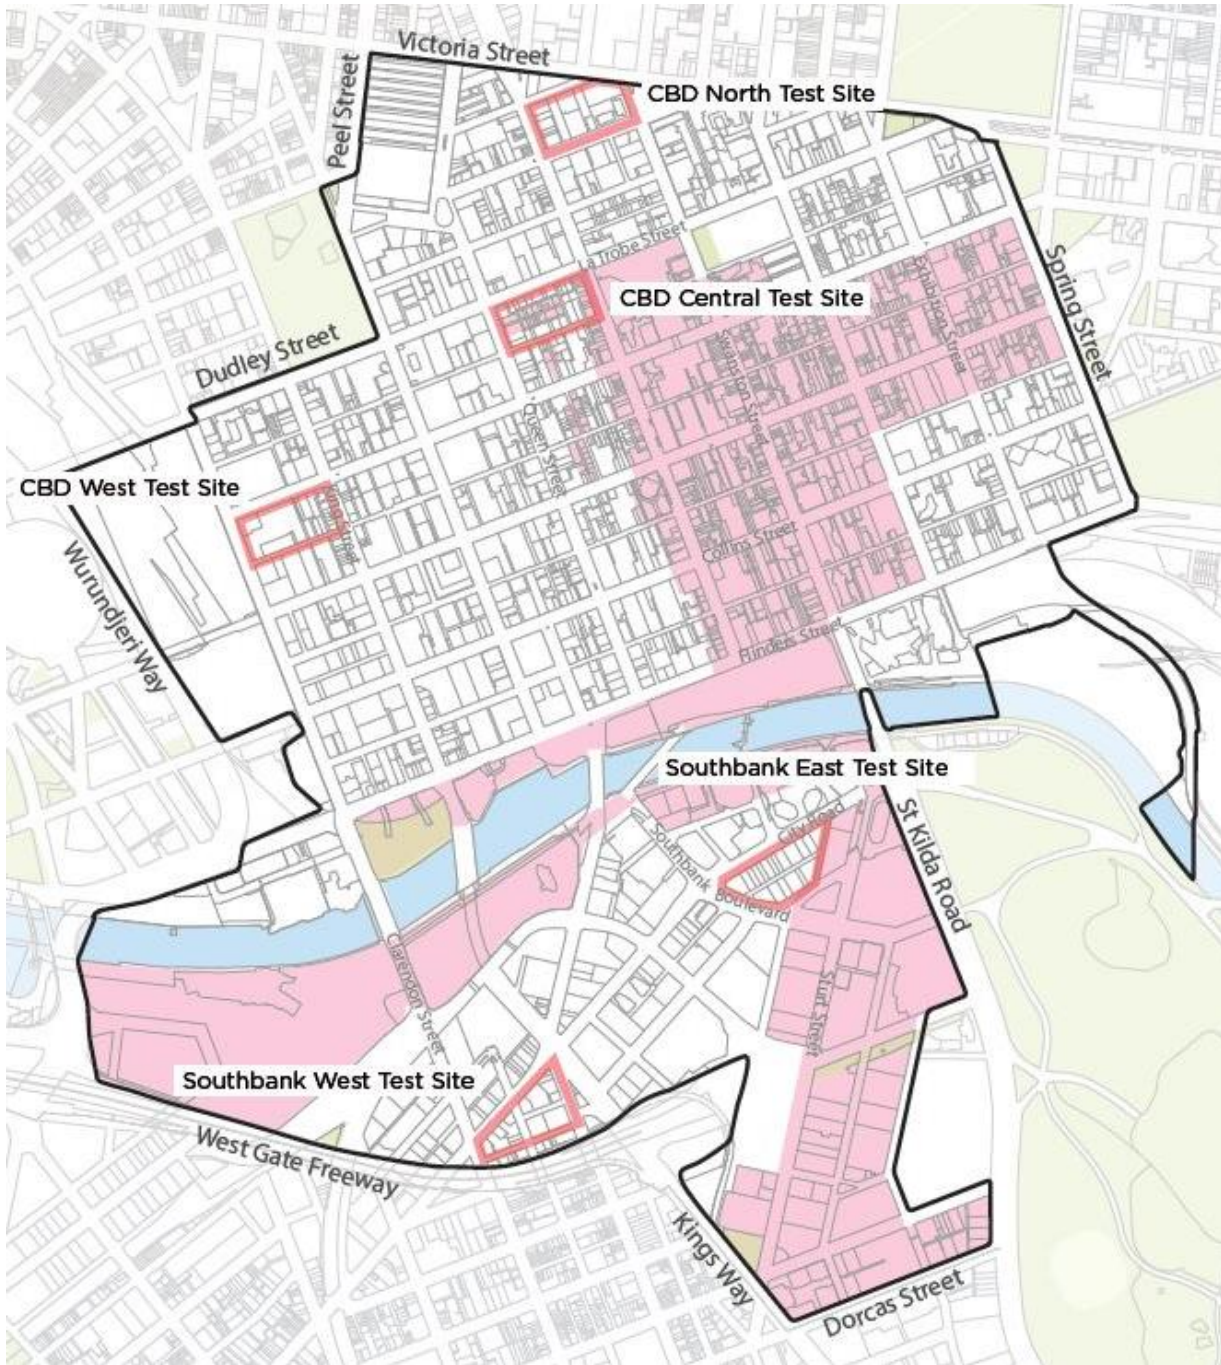 Victoria Street
Peel Street
CBD North Test Site
La Trobe Street
Spring Street
Exhibition Street
CBD Central Test Site
Swanston Street
Dudley Street
Queen Street
CBD West Test Site
King Street
Collins Street
Wurundjeri Way
Flinders Street
Southbank East Test Site
City Road
St Kilda Road
Southbank Boulevard
Clarendon Street
Sturt Street
Southbank West Test Site
West Gate Freeway
Kings Way
Dorcas Street